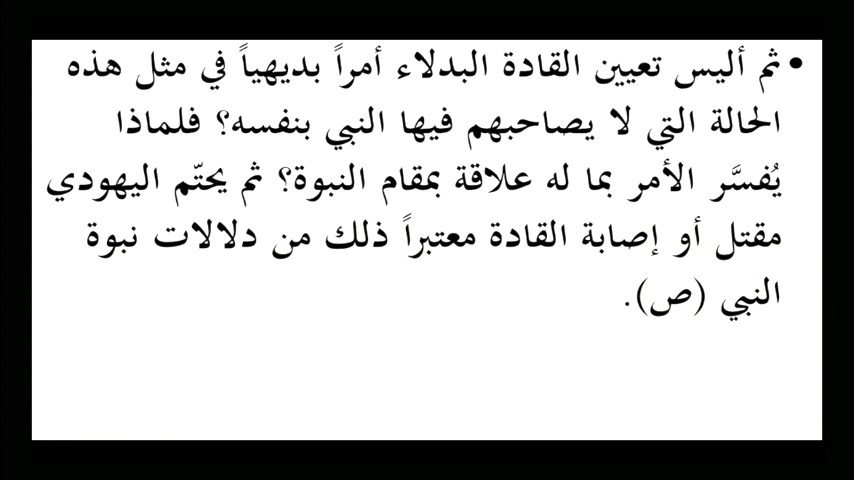 • ثم أليس تعيين القادة البدلاء أمراً بديهياً في مثل هذه
الحالة التي لا يصاحبهم فيها النبي بنفسه؟ فلماذا
يُفسَّر الأمر بما له علاقة بمقام النبوة؟ ثم يحتّم اليهودي
مقتل أو إصابة القادة معتبراً ذلك من دلالات نبوة
النبي (ص).